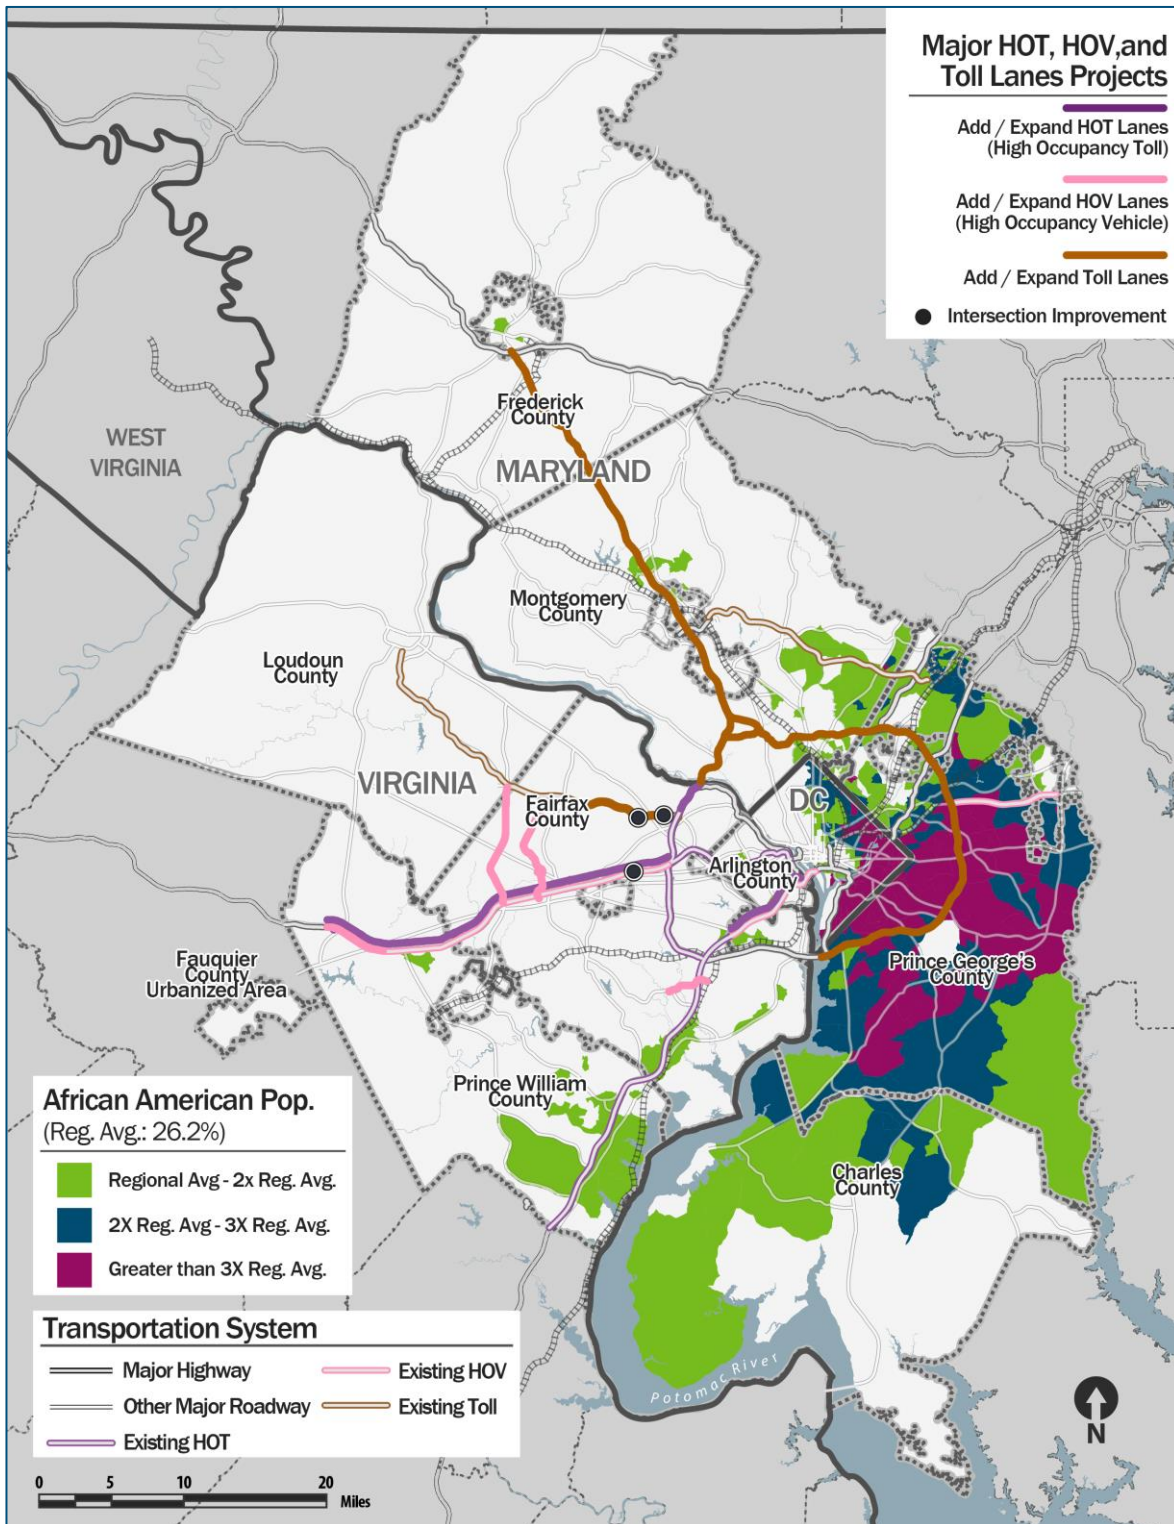 Major HOT, HOV,and
Toll Lanes Projects
Add / Expand HOT Lanes
(High Occupancy Toll)
Add / Expand HOV Lanes
(High Occupancy Vehicle)
Add / Expand Toll Lanes
Intersection Improvement
Frederick
County
WEST
VIRGINIA
MARYLAND
Montgomery
County
Loudoun
County
VIRGINIA
Fairfax
County
DC
Arlington
County
Fauquier
County
Urbanized Area
Prince George's
County
Prince William
County
Charles
County
African American Pop.
(Reg. Avg.: 26.2%)
Regional Avg - 2x Reg. Avg.
2X Reg. Avg - 3X Reg. Avg.
Greater than 3X Reg. Avg.
Transportation System
Major Highway
Existing HOV
Other Major Roadway
Existing Toll
Existing HOT
Potomac River
N
0 5 10 20
Miles